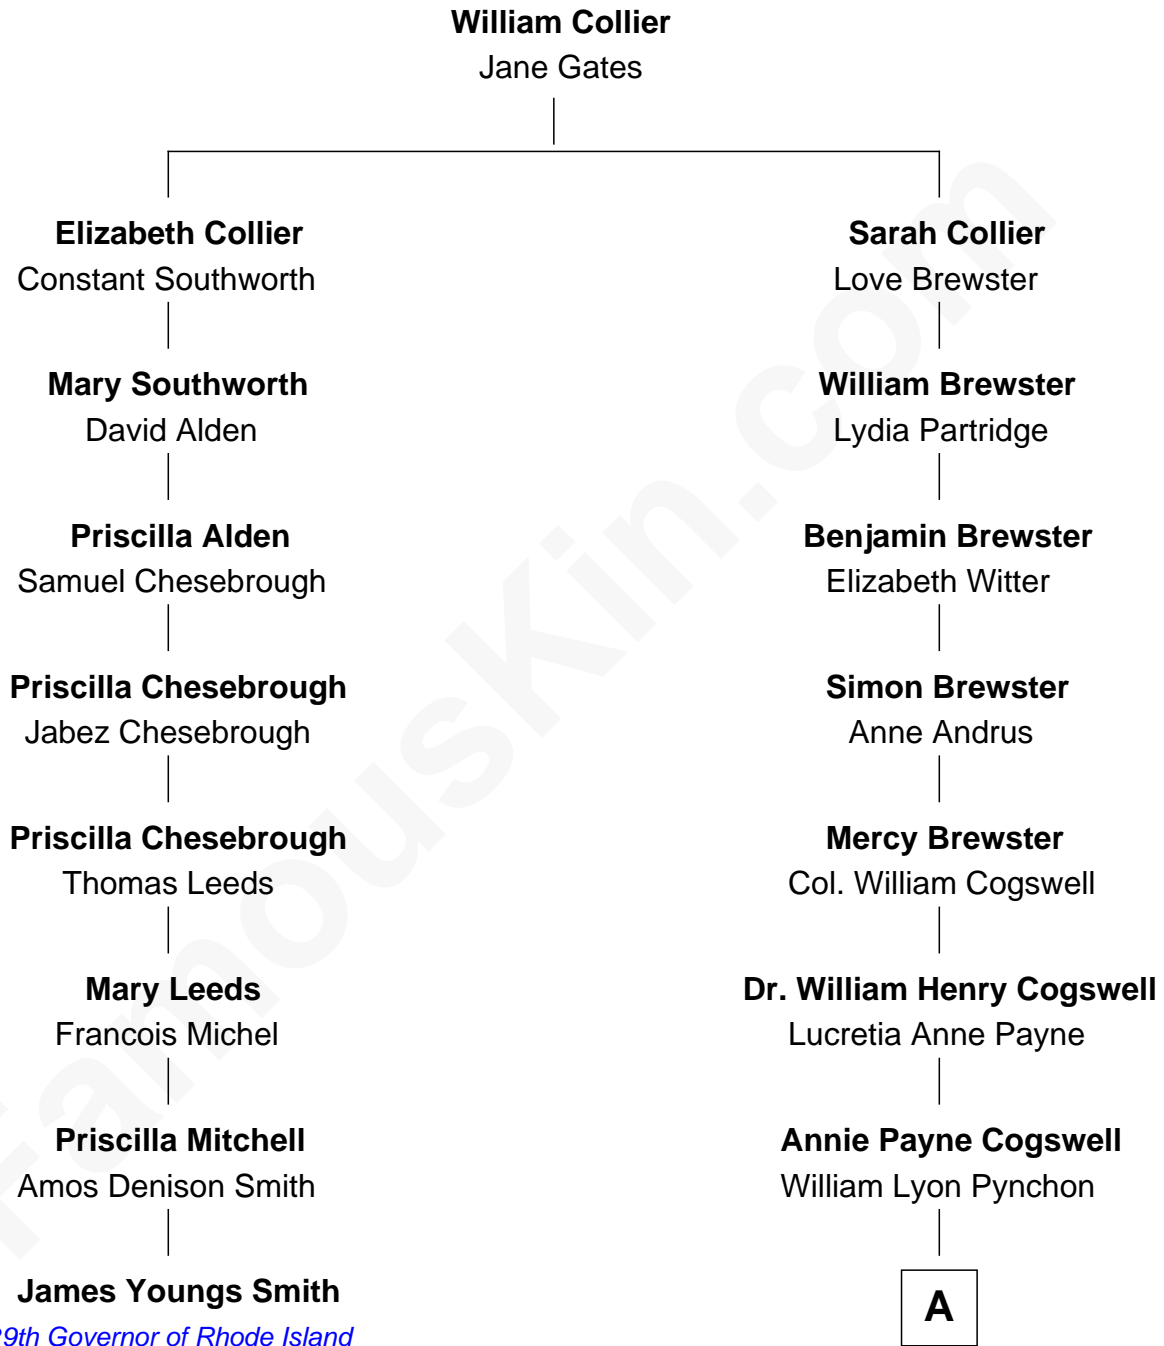 William Collier
Jane Gates
Elizabeth Collier
Constant Southworth
Sarah Collier
Love Brewster
Mary Southworth
David Alden
William Brewster
Lydia Partridge
Priscilla Alden
Samuel Chesebrough
Benjamin Brewster
Elizabeth Witter
Priscilla Chesebrough
Jabez Chesebrough
Simon Brewster
Anne Andrus
Priscilla Chesebrough
Thomas Leeds
Mercy Brewster
Col. William Cogswell
Mary Leeds
Francois Michel
Dr. William Henry Cogswell
Lucretia Anne Payne
Priscilla Mitchell
Amos Denison Smith
Annie Payne Cogswell
William Lyon Pynchon
James Youngs Smith
9th Governor of Rhode Island
A
FamousKin.com